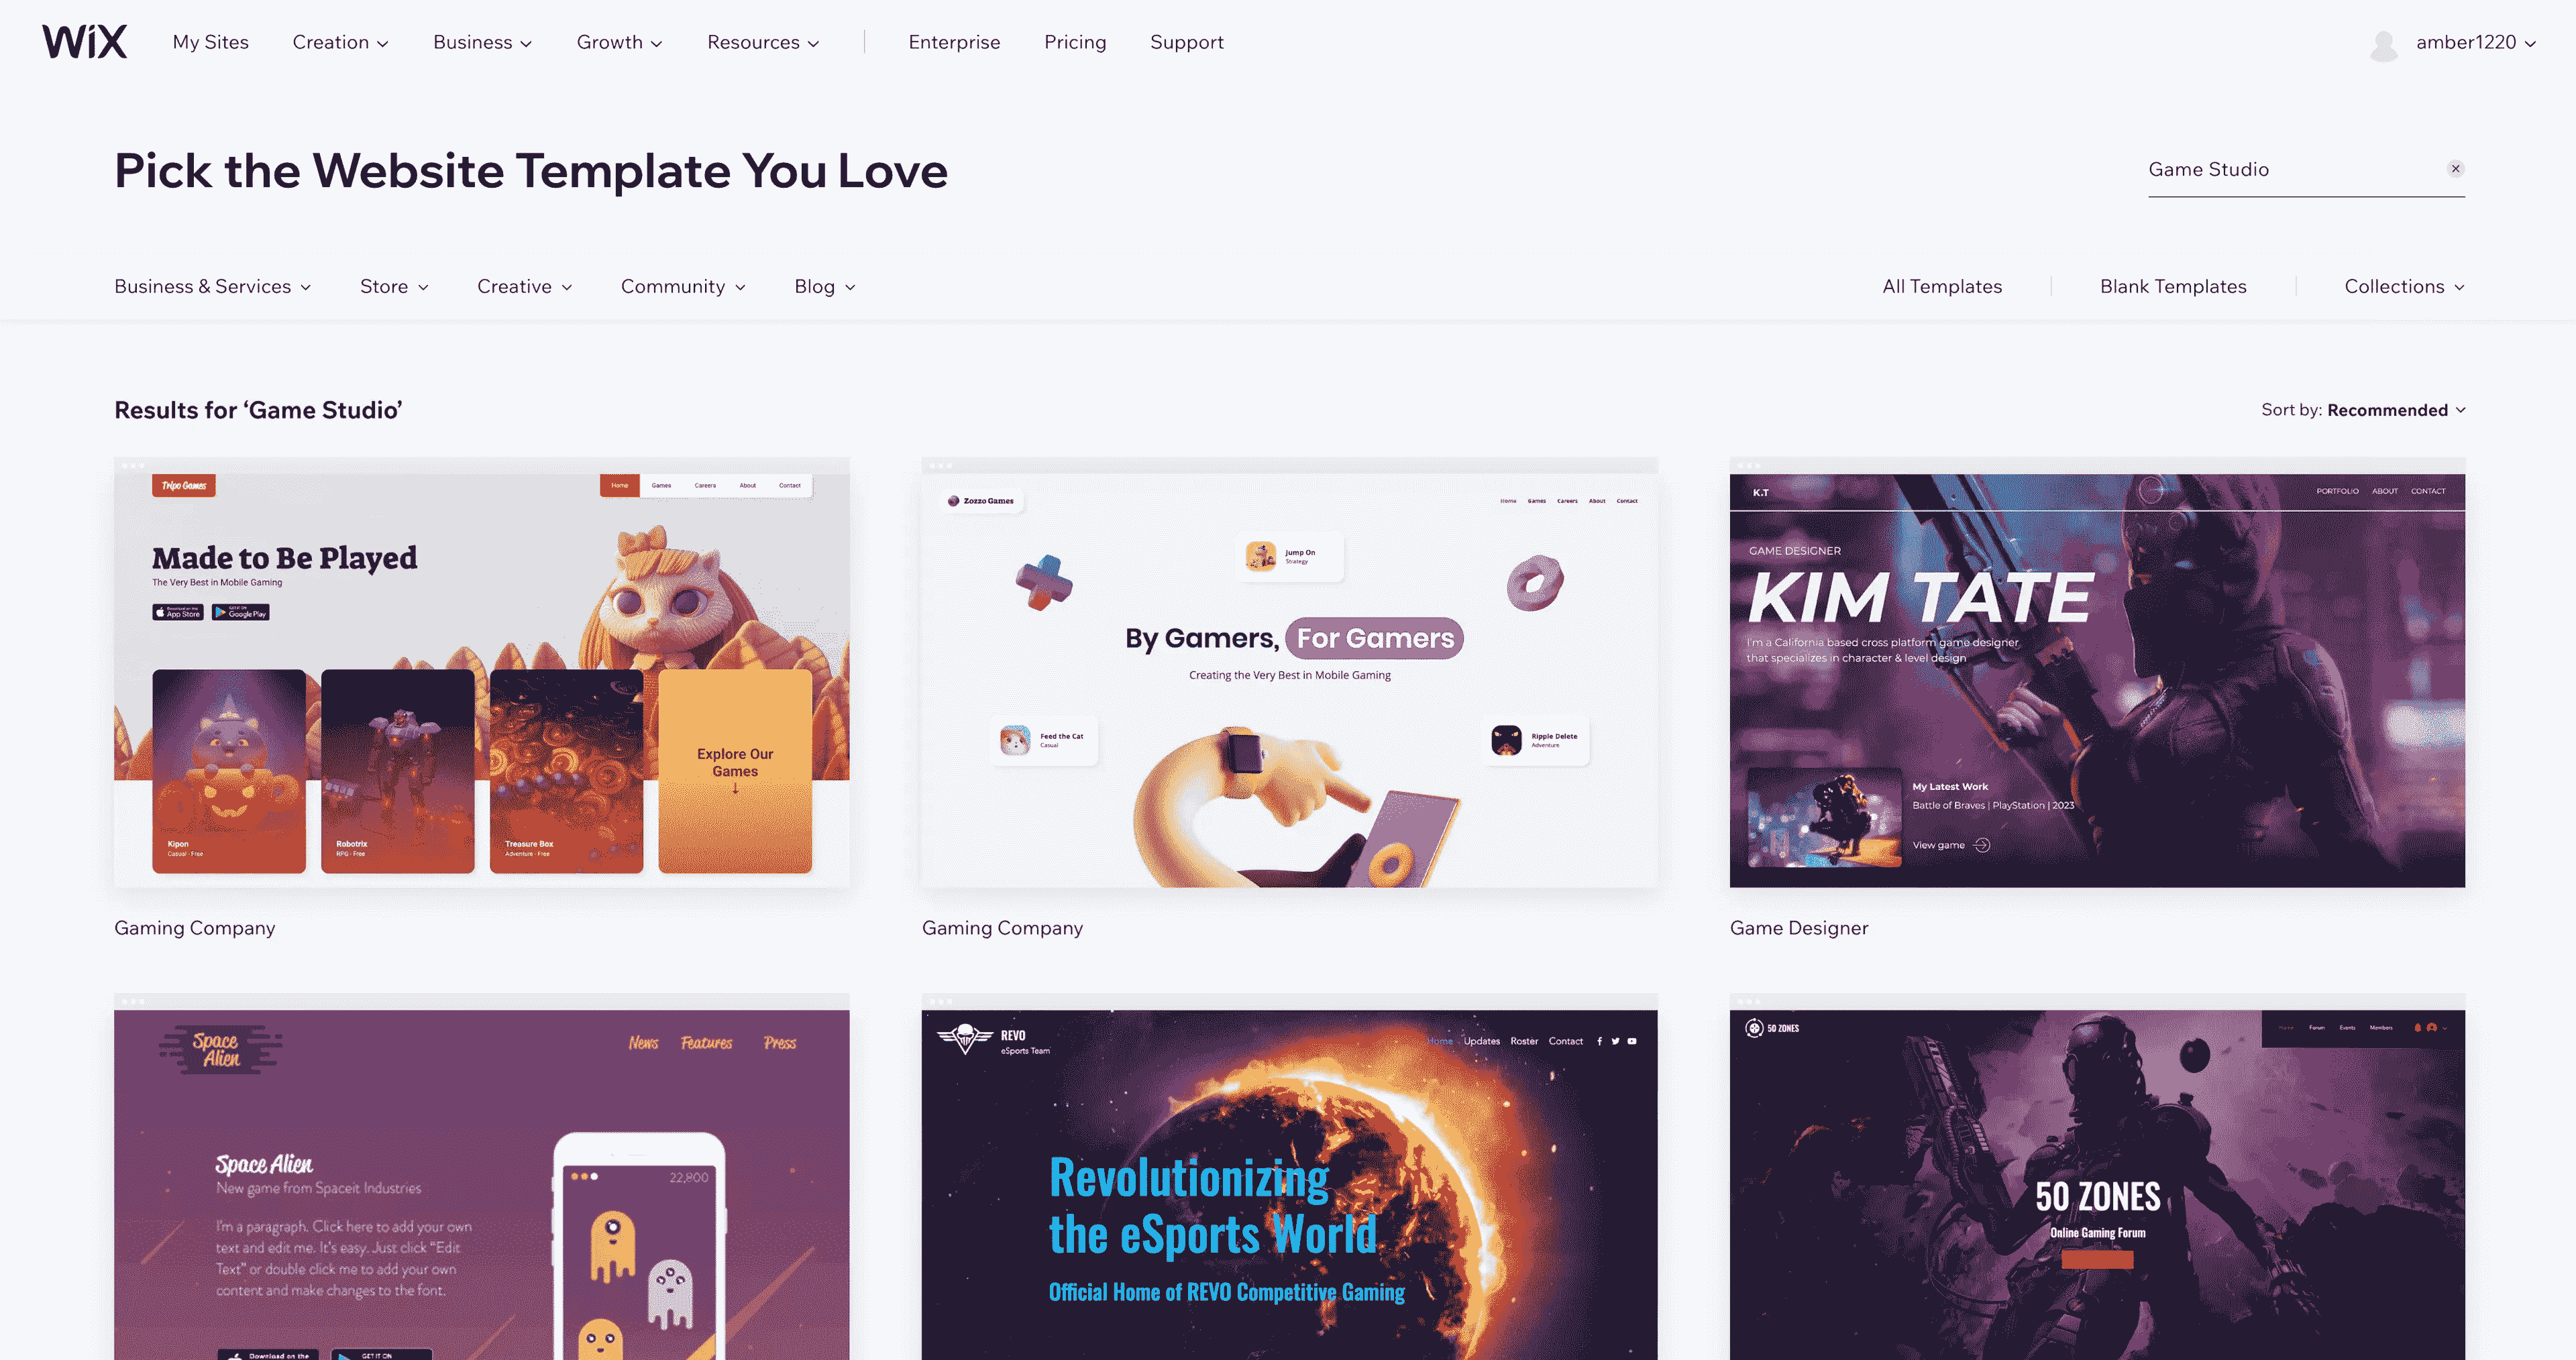 WiX My Sites Creation Business Growth Resources Enterprise Pricing Support amber1220
Pick the Website Template You Love
Game Studio
Business & Services Store Creative Community Blog All Templates Blank Templates Collections
Results for ‘Game Studio’
Sort by: Recommended
Tripo Games
Home Games Careers About Contact
Made to Be Played
The Very Best in Mobile Gaming
Download on the App Store
GET IT ON Google Play
Kipon
Casual · Free
Robotrix
RPG · Free
Treasure Box
Adventure · Free
Explore Our
Games
↓
Gaming Company
Zozzo Games
Home Games Careers About Contact
Jump On
Strategy
By Gamers, For Gamers
Creating the Very Best in Mobile Gaming
Feed the Cat
Casual
Ripple Delete
Adventure
Gaming Company
K.T
PORTFOLIO ABOUT CONTACT
GAME DESIGNER
KIM TATE
I'm a California based cross platform game designer
that specializes in character & level design
My Latest Work
Battle of Braves | PlayStation | 2023
View game
Game Designer
Space
Alien
News Features Press
Space Alien
New game from Spaceit Industries
I'm a paragraph. Click here to add your own
text and edit me. It's easy. Just click “Edit
Text” or double click me to add your own
content and make changes to the font.
22,800
Download on the
GET IT ON
REVO
eSports Team
Home Updates Roster Contact
Revolutionizing
the eSports World
Official Home of REVO Competitive Gaming
50 ZONES
Home Forum Events Members
50 ZONES
Online Gaming Forum